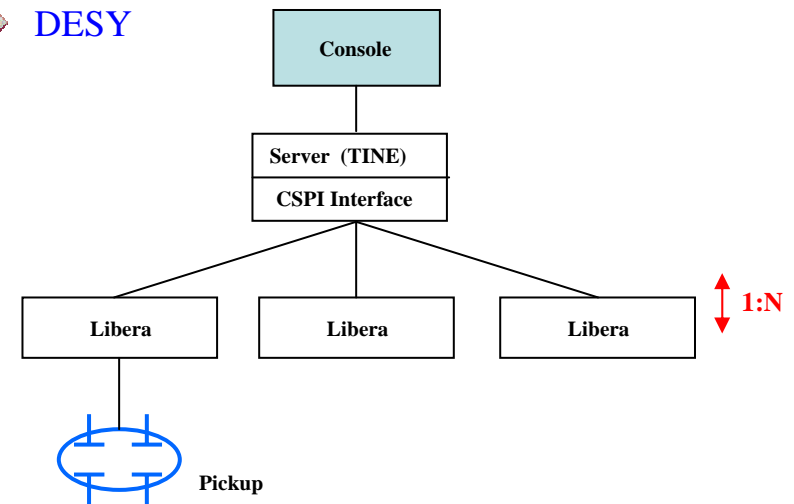 DESY
Console
Server (TINE)
CSPI Interface
Libera
Libera
Libera
1:N
Pickup